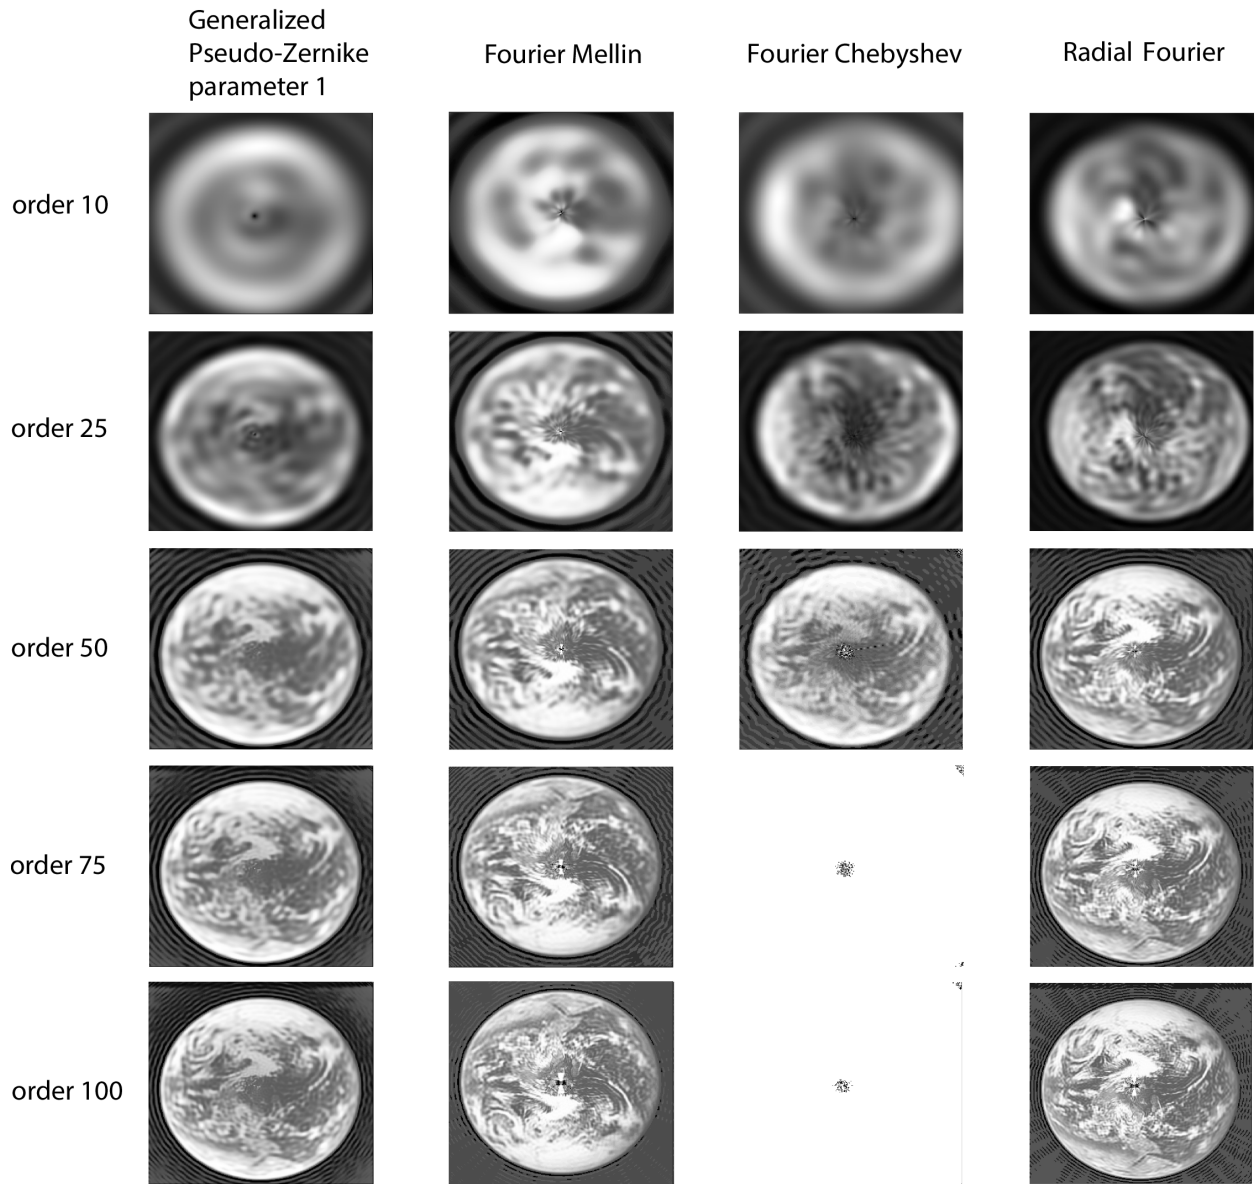 Generalized
Pseudo-Zernike
parameter 1
Fourier Mellin
Fourier Chebyshev
Radial Fourier
order 10
order 25
order 50
order 75
order 100